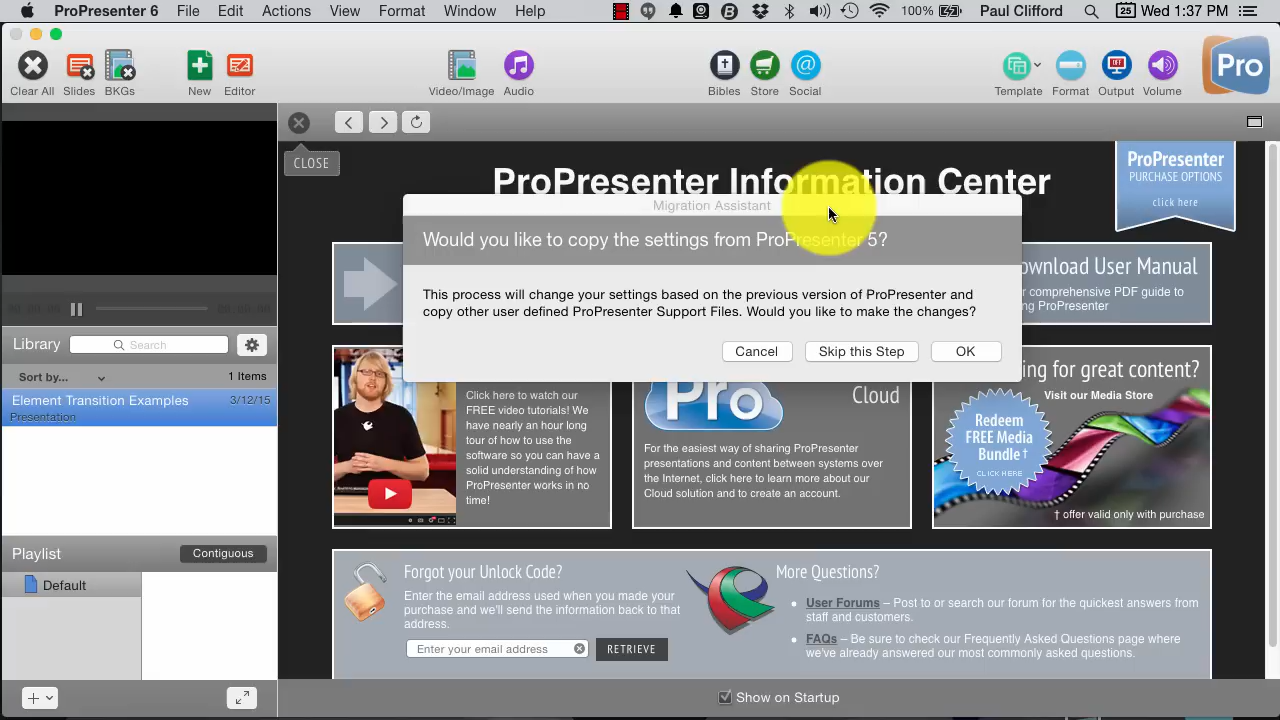 ProPresenter 6 File Edit Actions View Format Window Help 100% Paul Clifford 25 Wed 1:37 PM
Clear All Slides BKGs New Editor Video/Image Audio Bibles Store Social Template Format Output Volume
OFF
Pro
CLOSE
ProPresenter Information Center
ProPresenter
PURCHASE OPTIONS
click here
Migration Assistant
Would you like to copy the settings from ProPresenter 5?
This process will change your settings based on the previous version of ProPresenter and
copy other user defined ProPresenter Support Files. Would you like to make the changes?
Cancel Skip this Step OK
ownload User Manual
r comprehensive PDF guide to
ng ProPresenter
Library Search
Sort by... 1 Items
Element Transition Examples 3/12/15
Presentation
Click here to watch our
FREE video tutorials! We
have nearly an hour long
tour of how to use the
software so you can have a
solid understanding of how
ProPresenter works in no
time!
Pro
Cloud
For the easiest way of sharing ProPresenter
presentations and content between systems over
the Internet, click here to learn more about our
Cloud solution and to create an account.
ing for great content?
Visit our Media Store
Redeem
FREE Media
Bundle†
CLICK HERE
† offer valid only with purchase
Playlist Contiguous
Default
Forgot your Unlock Code?
Enter the email address used when you made your
purchase and we'll send the information back to that
address.
Enter your email address RETRIEVE
More Questions?
• User Forums – Post to or search our forum for the quickest answers from
staff and customers.
• FAQs – Be sure to check our Frequently Asked Questions page where
we've already answered our most commonly asked questions.
Show on Startup